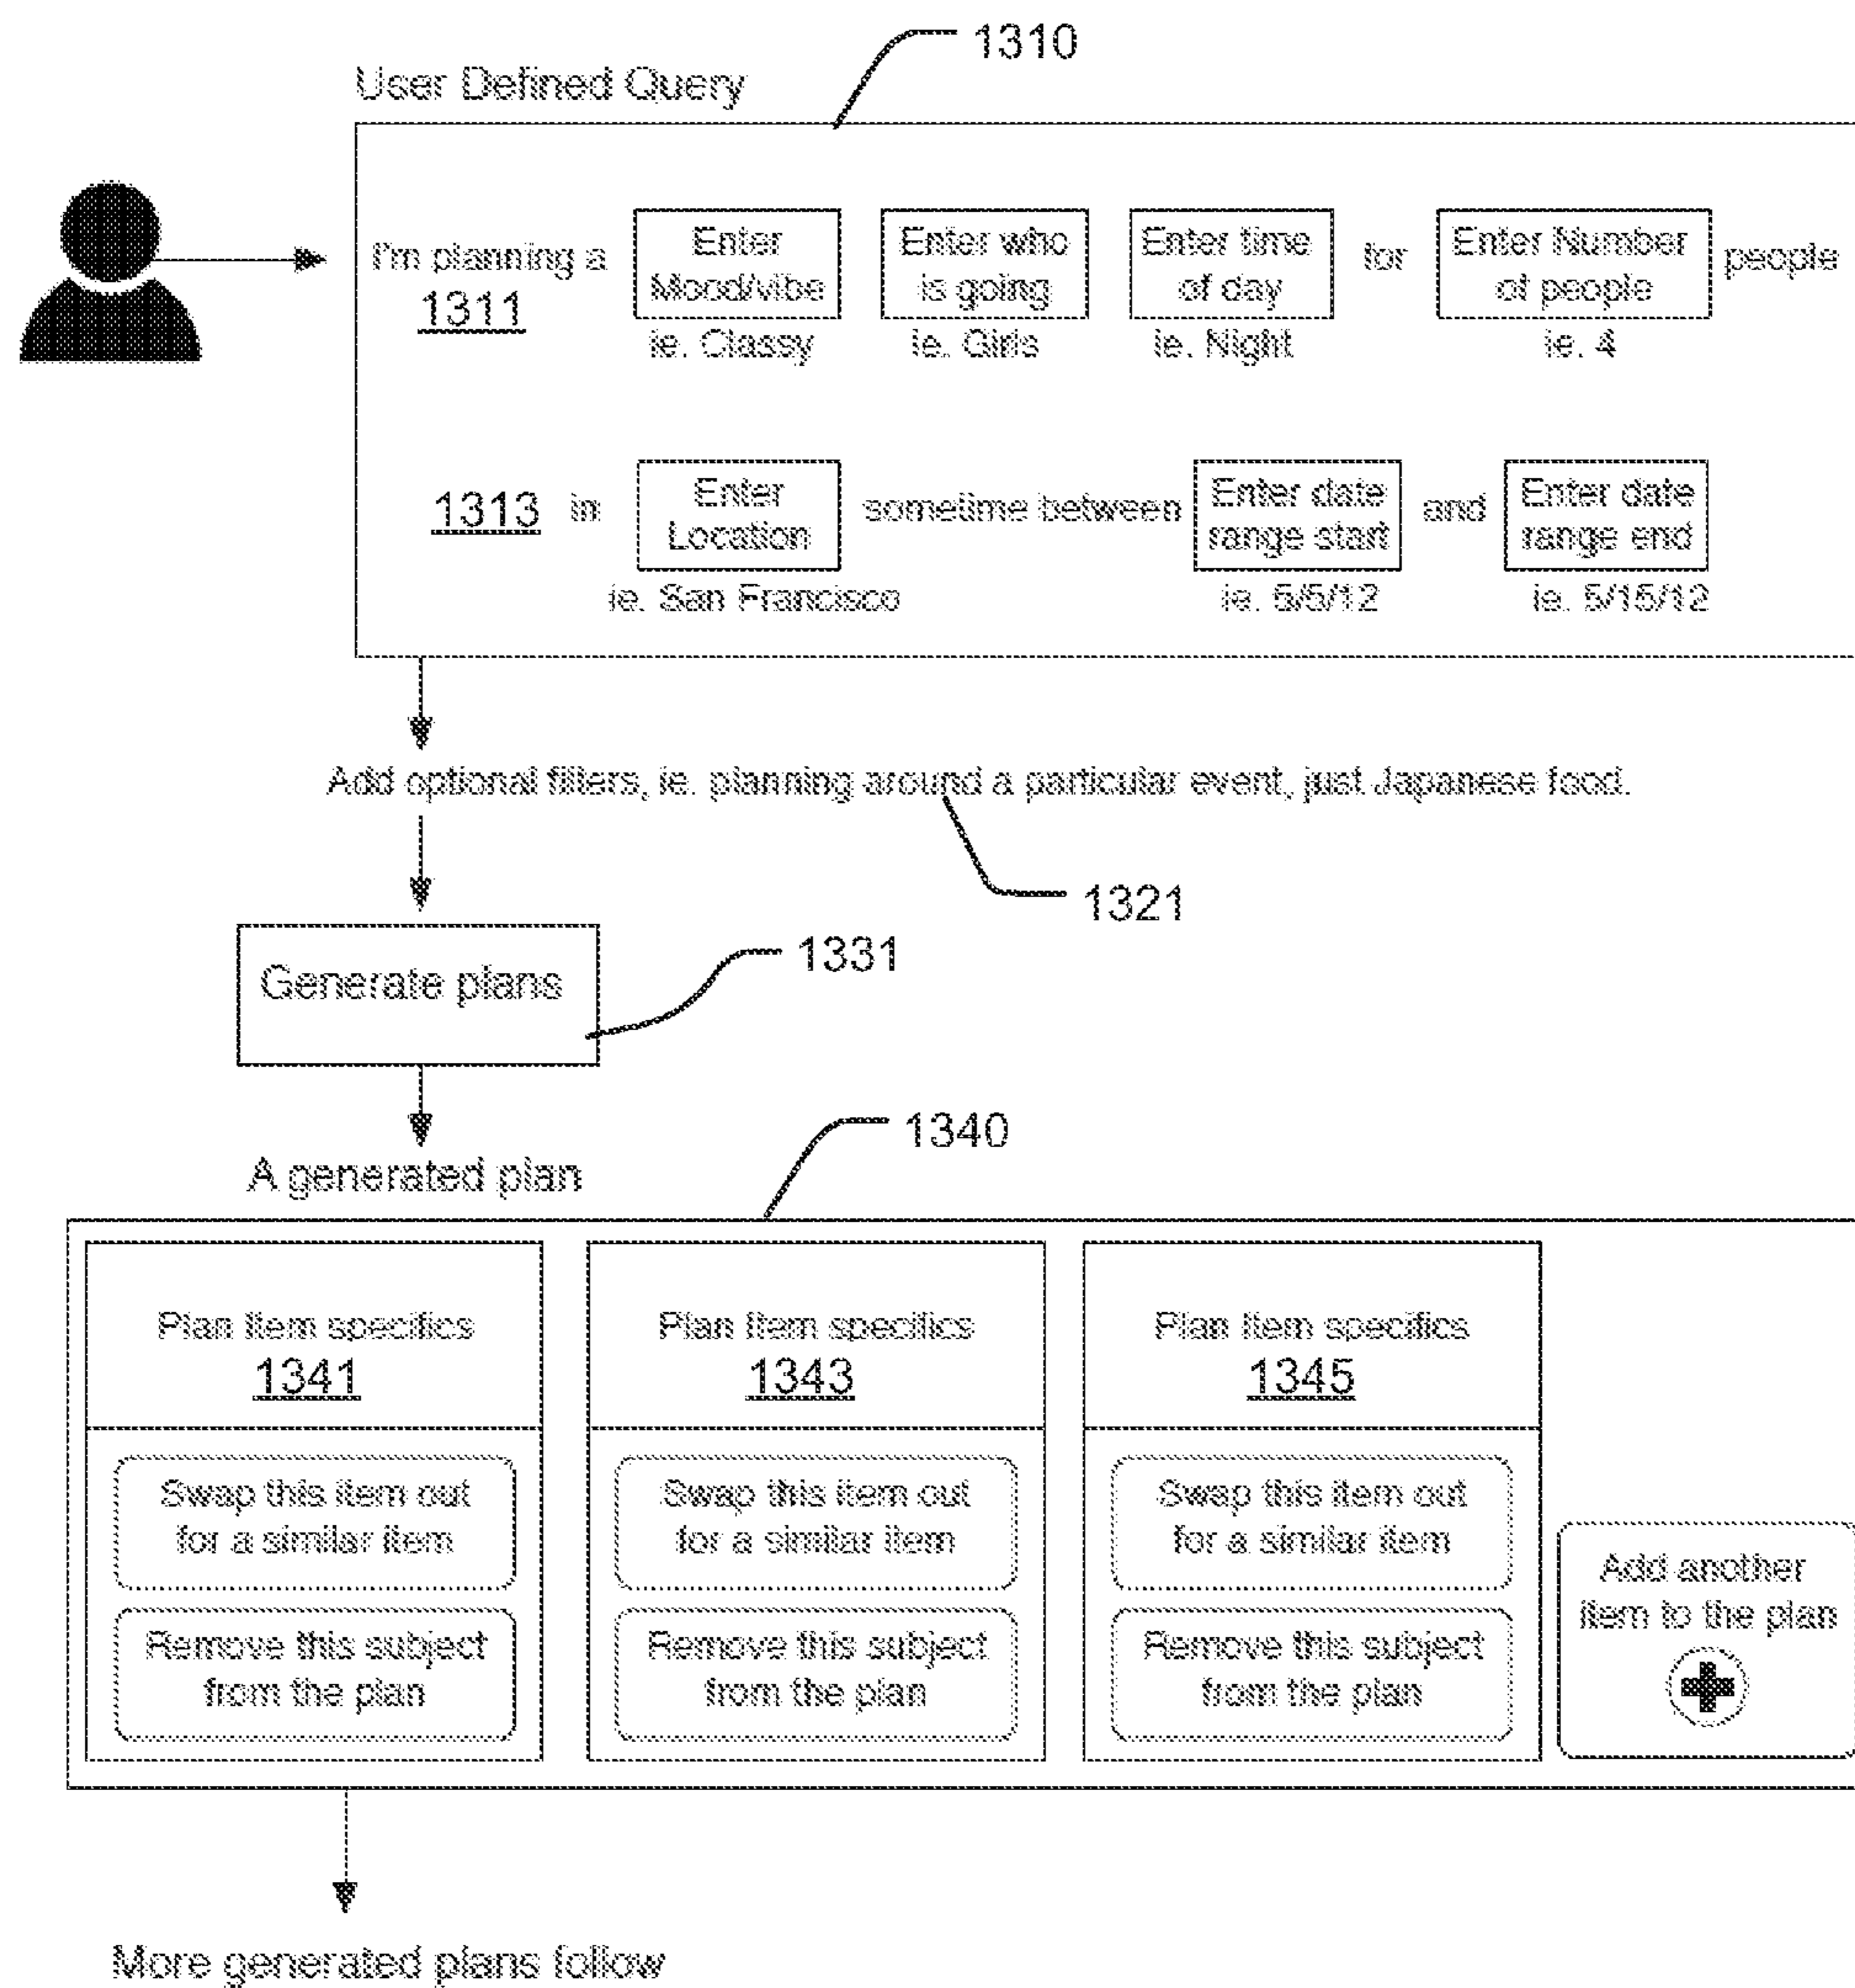 1310
User Defined Query
I'm planning a Enter Mood/vibe Enter who is going Enter time of day for Enter Number of people people
1311
ie. Classy ie. Girls ie. Night ie. 4
1313 in Enter Location sometime between Enter date range start and Enter date range end
ie. San Francisco ie. 5/5/12 ie. 5/15/12
Add optional filters, ie. planning around a particular event, just Japanese food.
1321
1331
Generate plans
1340
A generated plan
Plan item specifics
1341
Swap this item out
for a similar item
Remove this subject
from the plan
Plan item specifics
1343
Swap this item out
for a similar item
Remove this subject
from the plan
Plan item specifics
1345
Swap this item out
for a similar item
Remove this subject
from the plan
Add another
item to the plan
More generated plans follow